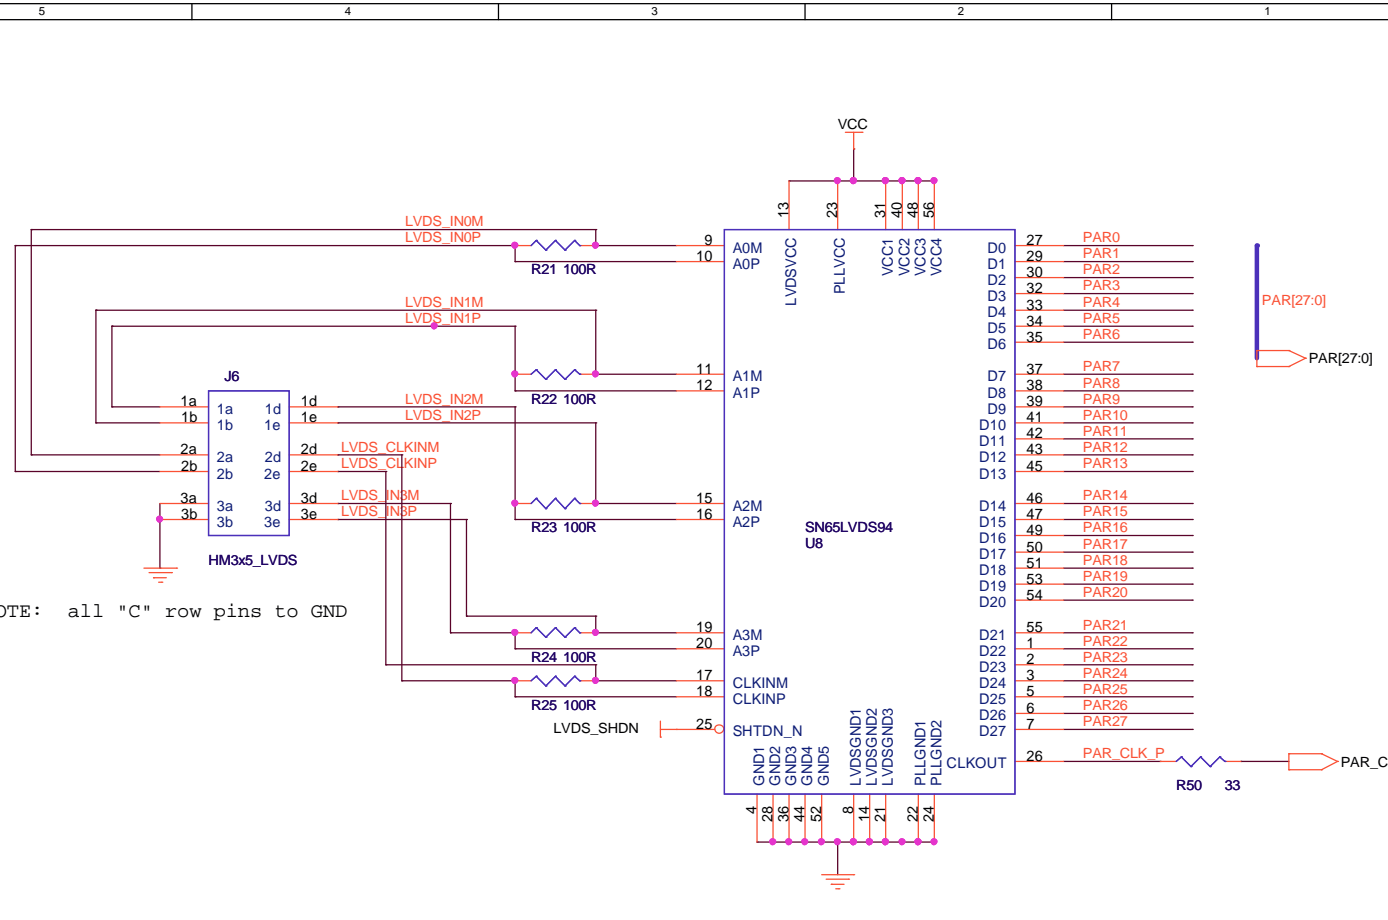 5 4 3 2 1
VCC
13 23 31 40 48 56
LVDSVCC PLLVCC VCC1 VCC2 VCC3 VCC4
LVDS_IN0M
LVDS_IN0P
R21 100R
9 A0M
10 A0P
LVDS_IN1M
LVDS_IN1P
R22 100R
11 A1M
12 A1P
J6
1a 1a 1d 1d LVDS_IN2M
1b 1b 1e 1e LVDS_IN2P
2a 2a 2d 2d LVDS_CLKINM
2b 2b 2e 2e LVDS_CLKINP
3a 3a 3d 3d LVDS_IN3M
3b 3b 3e 3e LVDS_IN3P
HM3x5_LVDS
OTE: all "C" row pins to GND
R23 100R
15 A2M
16 A2P
SN65LVDS94
U8
R24 100R
19 A3M
20 A3P
R25 100R
17 CLKINM
18 CLKINP
LVDS_SHDN 25 SHTDN_N
GND1 GND2 GND3 GND4 GND5 LVDSGND1 LVDSGND2 LVDSGND3 PLLGND1 PLLGND2
4 28 36 44 52 8 14 21 22 24
D0 27 PAR0
D1 29 PAR1
D2 30 PAR2
D3 32 PAR3
D4 33 PAR4
D5 34 PAR5
D6 35 PAR6
D7 37 PAR7
D8 38 PAR8
D9 39 PAR9
D10 41 PAR10
D11 42 PAR11
D12 43 PAR12
D13 45 PAR13
D14 46 PAR14
D15 47 PAR15
D16 49 PAR16
D17 50 PAR17
D18 51 PAR18
D19 53 PAR19
D20 54 PAR20
D21 55 PAR21
D22 1 PAR22
D23 2 PAR23
D24 3 PAR24
D25 5 PAR25
D26 6 PAR26
D27 7 PAR27
CLKOUT 26 PAR_CLK_P
R50 33
PAR_C
PAR[27:0]
PAR[27:0]